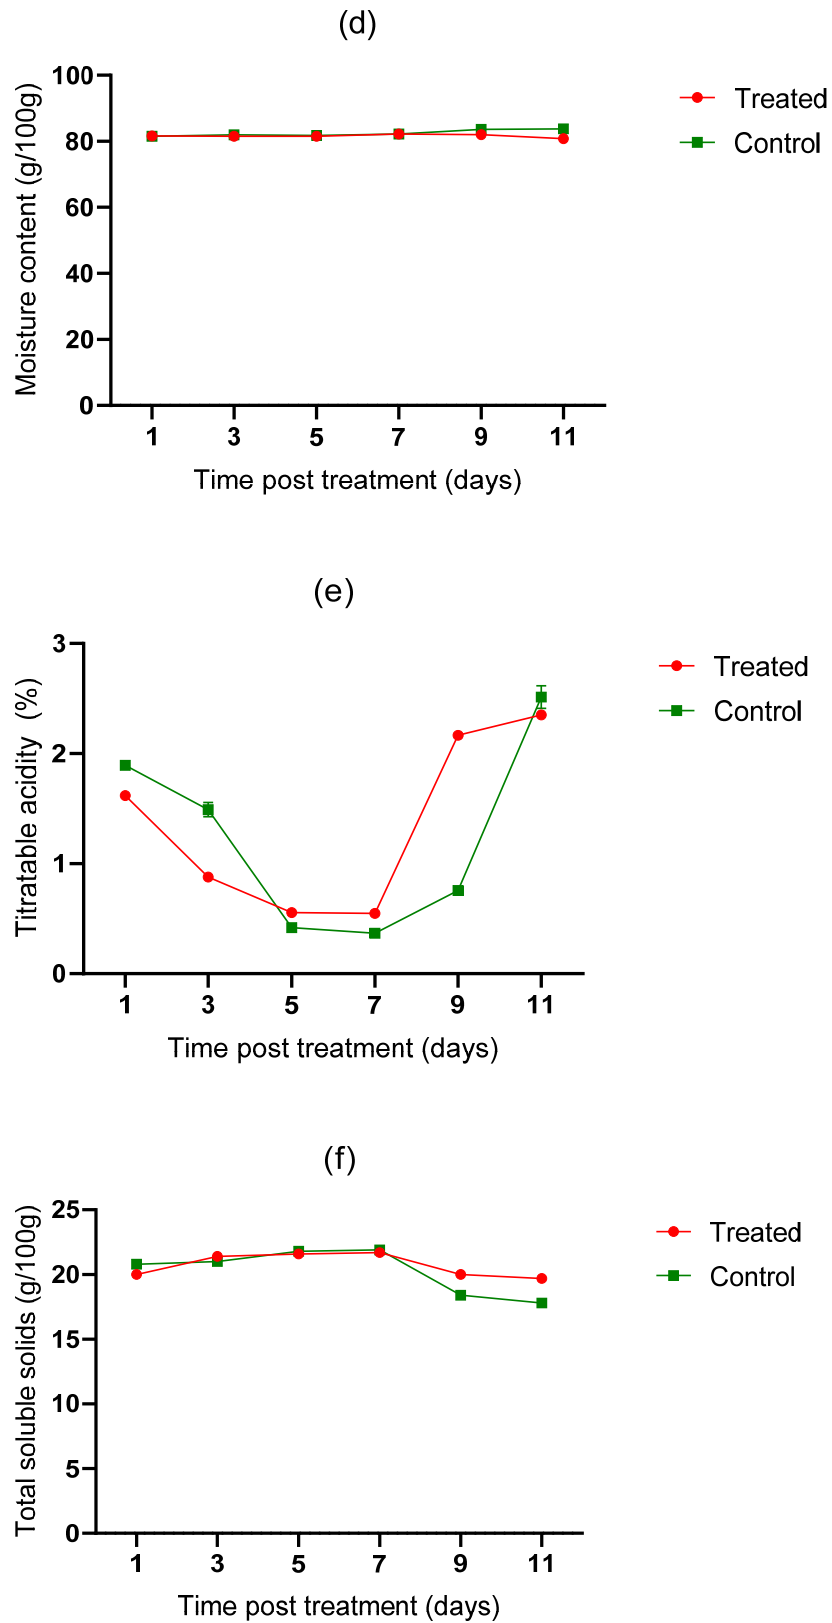 (d)
Moisture content (g/100g)
100
80
60
40
20
0
1 3 5 7 9 11
Time post treatment (days)
Treated
Control
(e)
Titratable acidity (%)
3
2
1
0
1 3 5 7 9 11
Time post treatment (days)
Treated
Control
(f)
Total soluble solids (g/100g)
25
20
15
10
5
0
1 3 5 7 9 11
Time post treatment (days)
Treated
Control